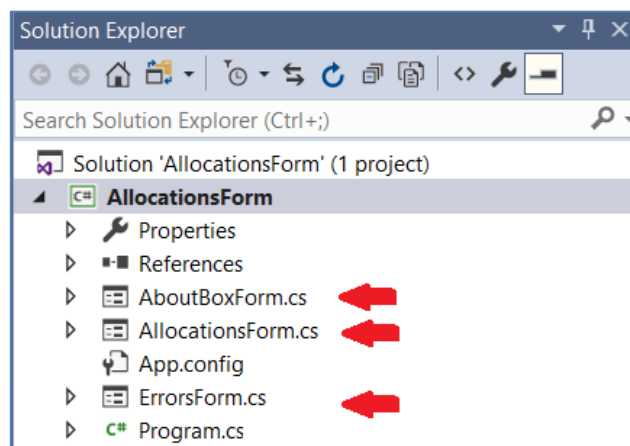 Solution Explorer
Search Solution Explorer (Ctrl+;)
Solution 'AllocationsForm' (1 project)
C# AllocationsForm
Properties
References
AboutBoxForm.cs
AllocationsForm.cs
App.config
ErrorsForm.cs
C# Program.cs